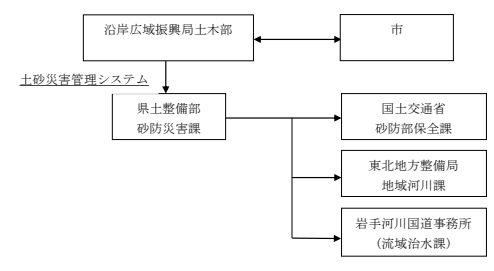 沿岸広域振興局土木部
市
土砂災害管理システム
県土整備部
砂防災害課
国土交通省
砂防部保全課
東北地方整備局
地域河川課
岩手河川国道事務所
(流域治水課)